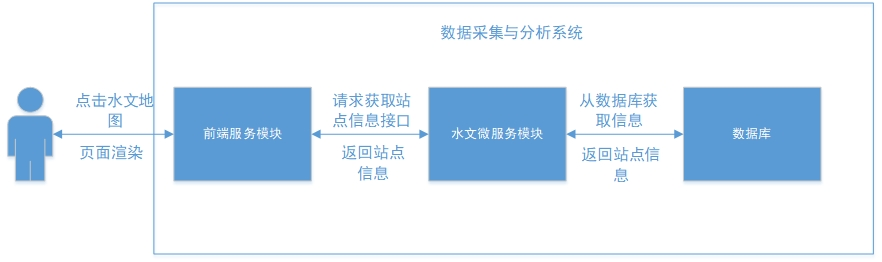 数据采集与分析系统
点击水文地
图
页面渲染
前端服务模块
请求获取站
点信息接口
返回站点
信息
水文微服务模块
从数据库获
取信息
返回站点信
息
数据库